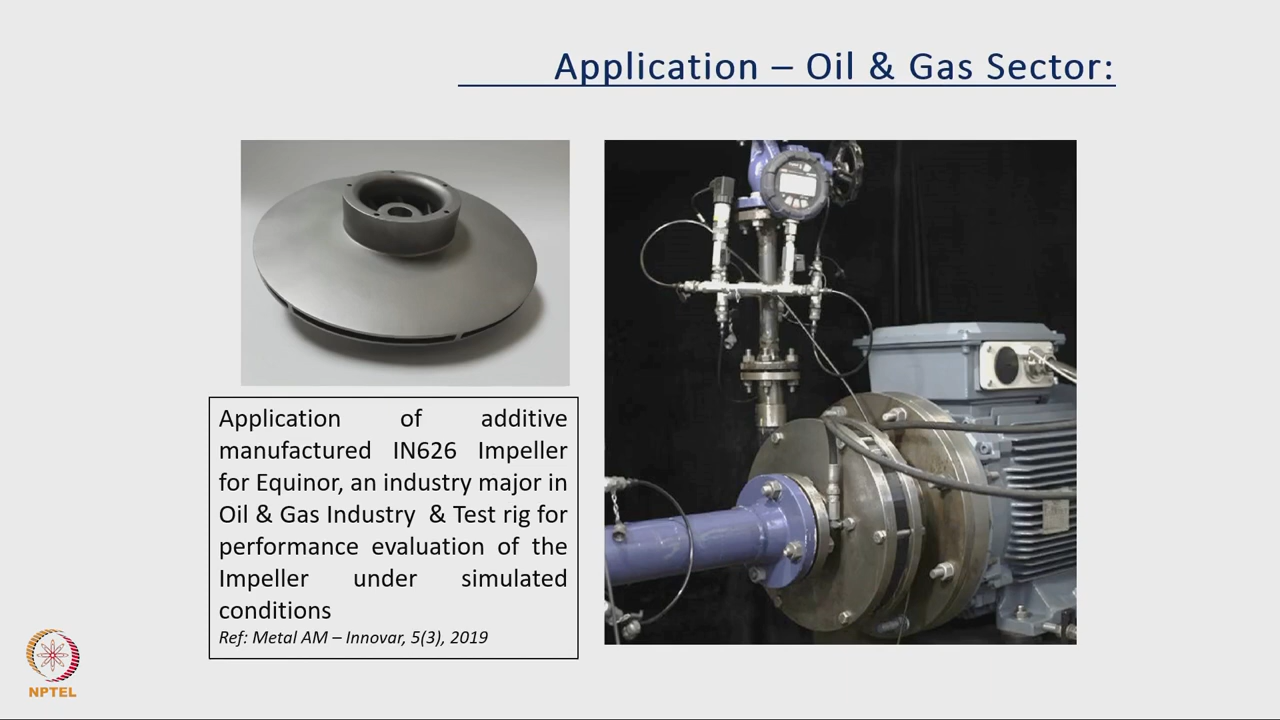 Application – Oil & Gas Sector:
Application of additive
manufactured IN626 Impeller
for Equinor, an industry major in
Oil & Gas Industry & Test rig for
performance evaluation of the
Impeller under simulated
conditions
Ref: Metal AM – Innovar, 5(3), 2019
NPTEL